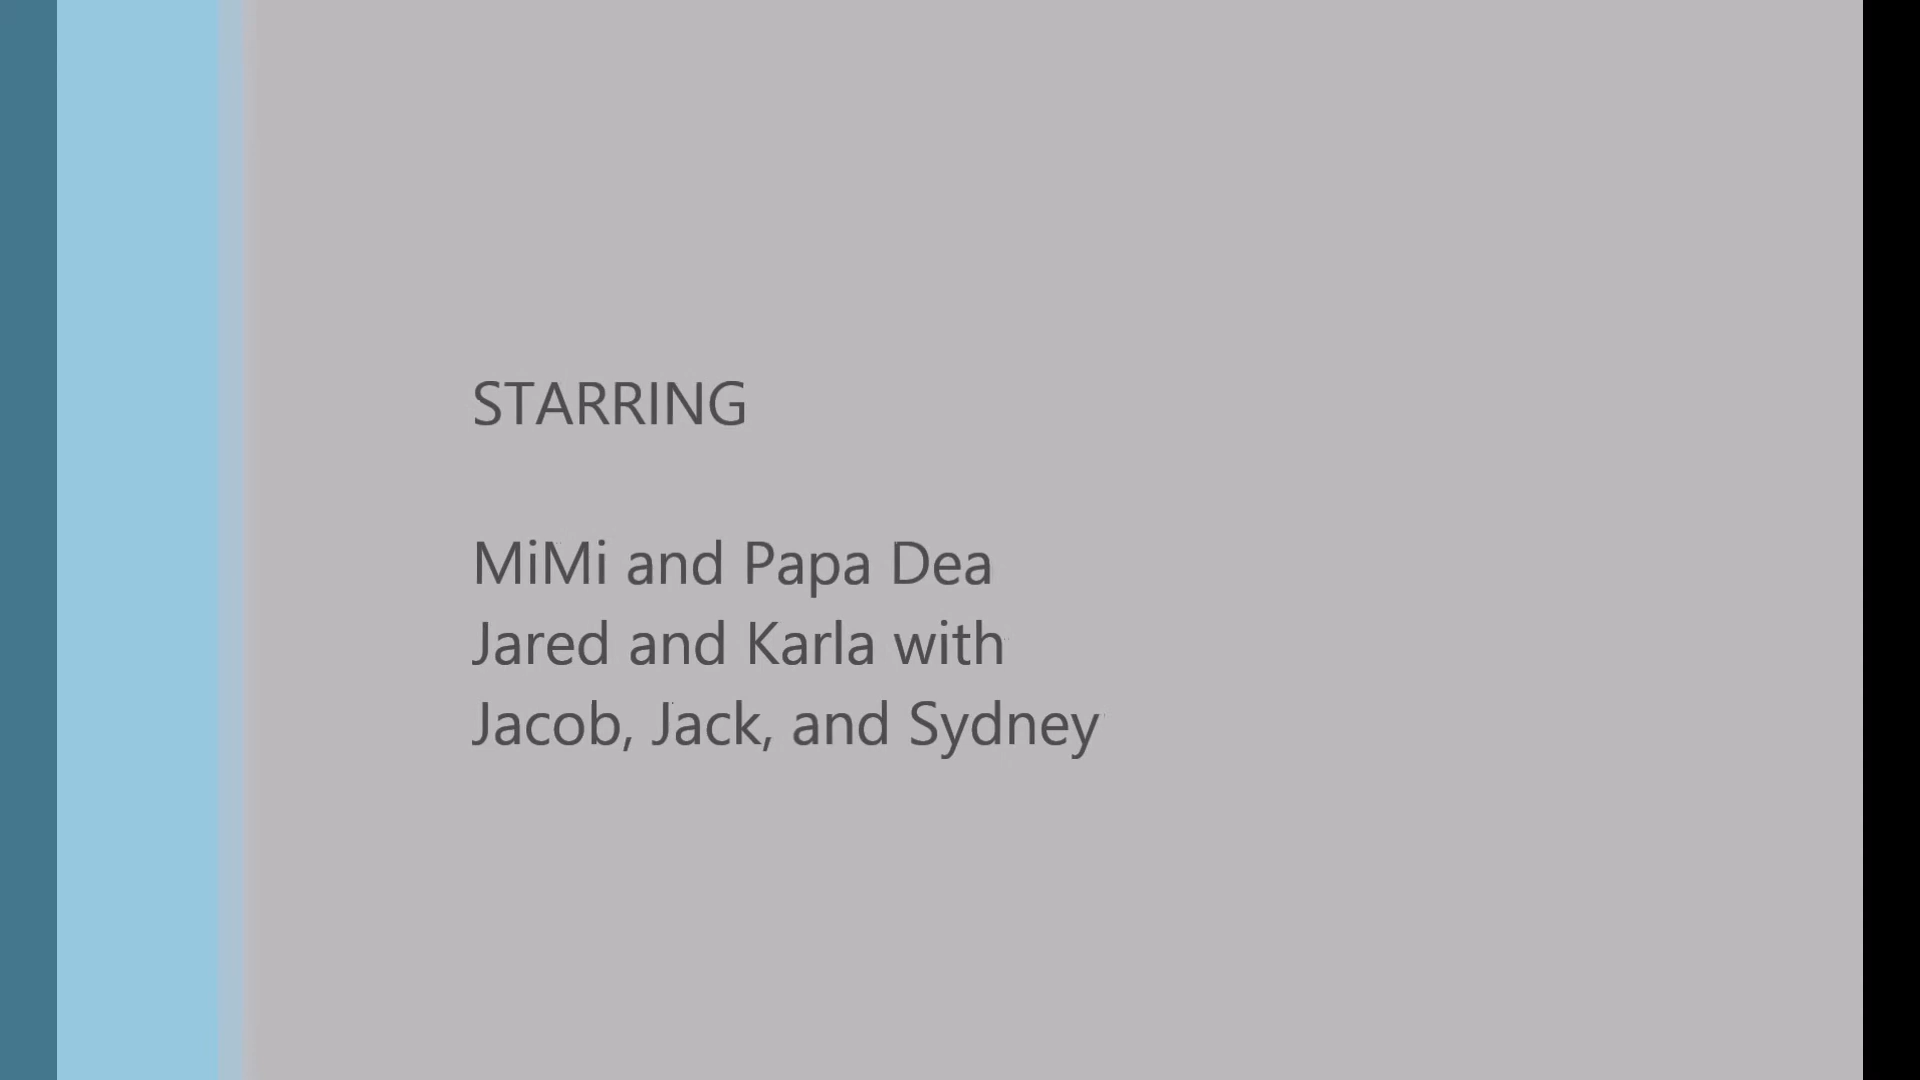 STARRING
MiMi and Papa Dea
Jared and Karla with
Jacob, Jack, and Sydney